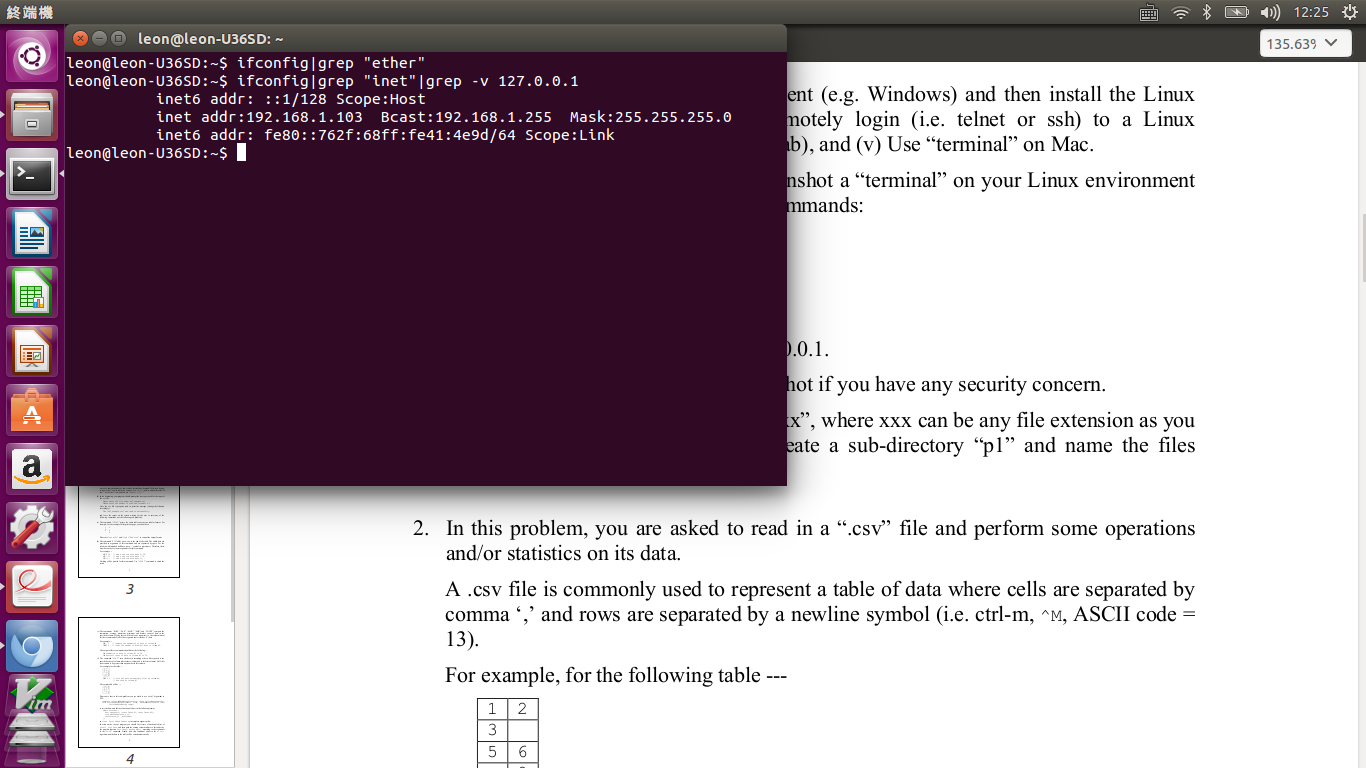 終端機
12:25
leon@leon-U36SD: ~
135.63%
leon@leon-U36SD:~$ ifconfig|grep "ether"
leon@leon-U36SD:~$ ifconfig|grep "inet"|grep -v 127.0.0.1
inet6 addr: ::1/128 Scope:Host
inet addr:192.168.1.103  Bcast:192.168.1.255  Mask:255.255.255.0
inet6 addr: fe80::762f:68ff:fe41:4e9d/64 Scope:Link
leon@leon-U36SD:~$
ent (e.g. Windows) and then install the Linux
motely login (i.e. telnet or ssh) to a Linux
ab), and (v) Use “terminal” on Mac.
nshot a “terminal” on your Linux environment
mmands:
0.0.1.
hot if you have any security concern.
xx”, where xxx can be any file extension as you
eate a sub-directory “p1” and name the files
2. In this problem, you are asked to read in a “.csv” file and perform some operations
and/or statistics on its data.
A .csv file is commonly used to represent a table of data where cells are separated by
comma ‘,’ and rows are separated by a newline symbol (i.e. ctrl-m, ^M, ASCII code =
13).
For example, for the following table ---
1 2
3
5 6
3
4